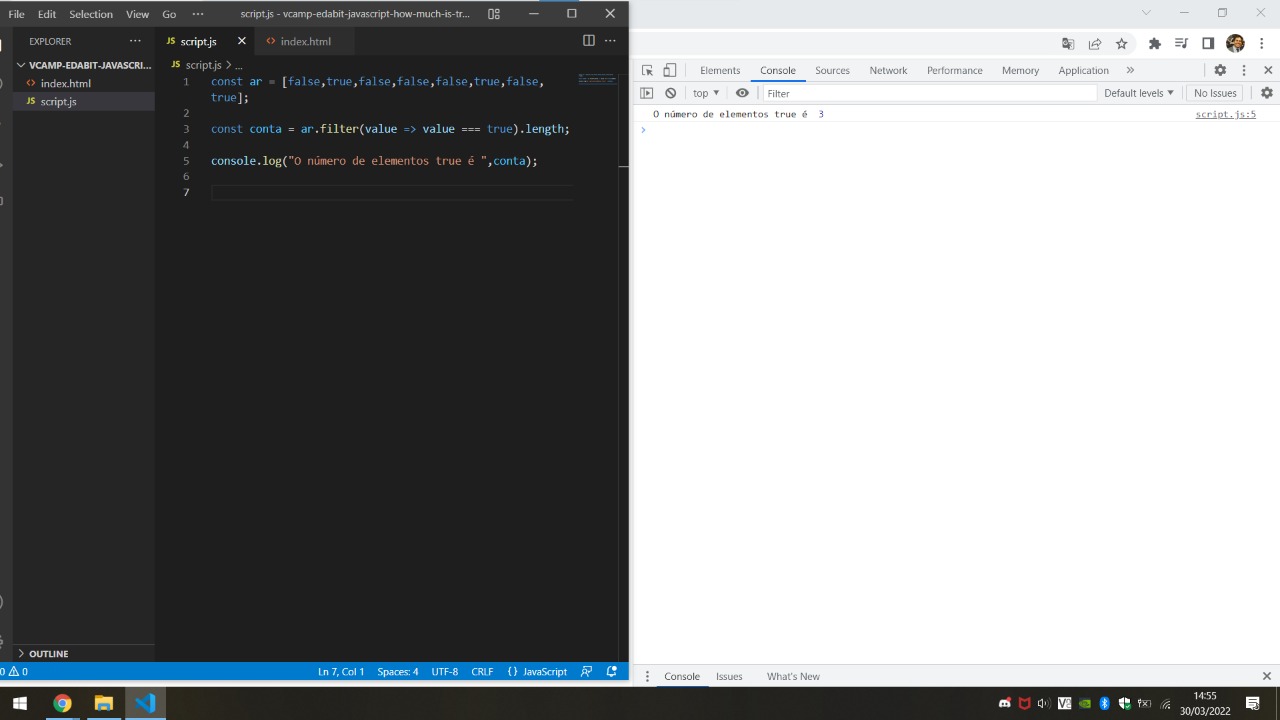 File Edit Selection View Go ··· script.js - vcamp-edabit-javascript-how-much-is-tr...
EXPLORER ···
VCAMP-EDABIT-JAVASCRI...
<> index.html
JS script.js
JS script.js × <> index.html ···
JS script.js > ...
1 const ar = [false,true,false,false,false,true,false,
true];
2
3 const conta = ar.filter(value => value === true).length;
4
5 console.log("O número de elementos true é ",conta);
6
7
OUTLINE
0 0 Ln 7, Col 1 Spaces: 4 UTF-8 CRLF {} JavaScript
Elements Console Sources Network Performance Memory Application »
top ▼ Filter Default levels ▼ No Issues
O número de elementos true é 3 script.js:5
>
Console Issues What's New
14:55
30/03/2022